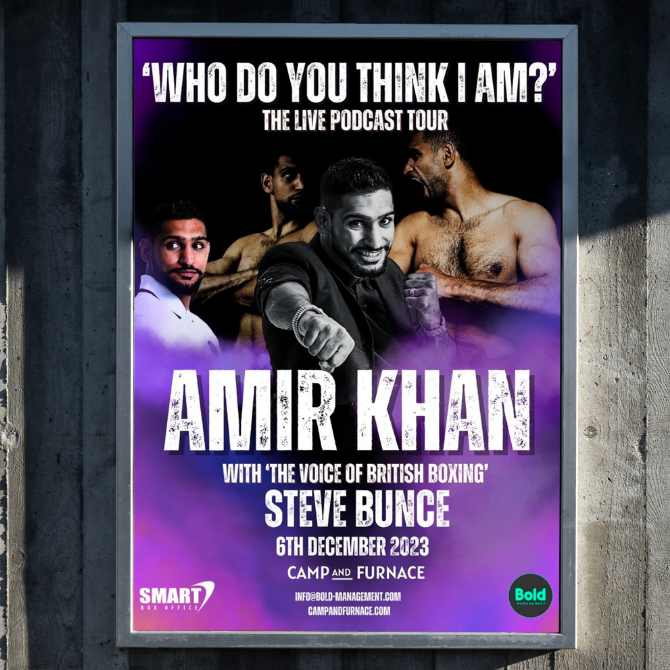 ‘WHO DO YOU THINK I AM?’
THE LIVE PODCAST TOUR
AMIR KHAN
WITH ‘THE VOICE OF BRITISH BOXING’
STEVE BUNCE
6TH DECEMBER 2023
CAMP AND FURNACE
INFO@BOLD-MANAGEMENT.COM
CAMPANDFURNACE.COM
SMART
BOX OFFICE
Bold
MANAGEMENT